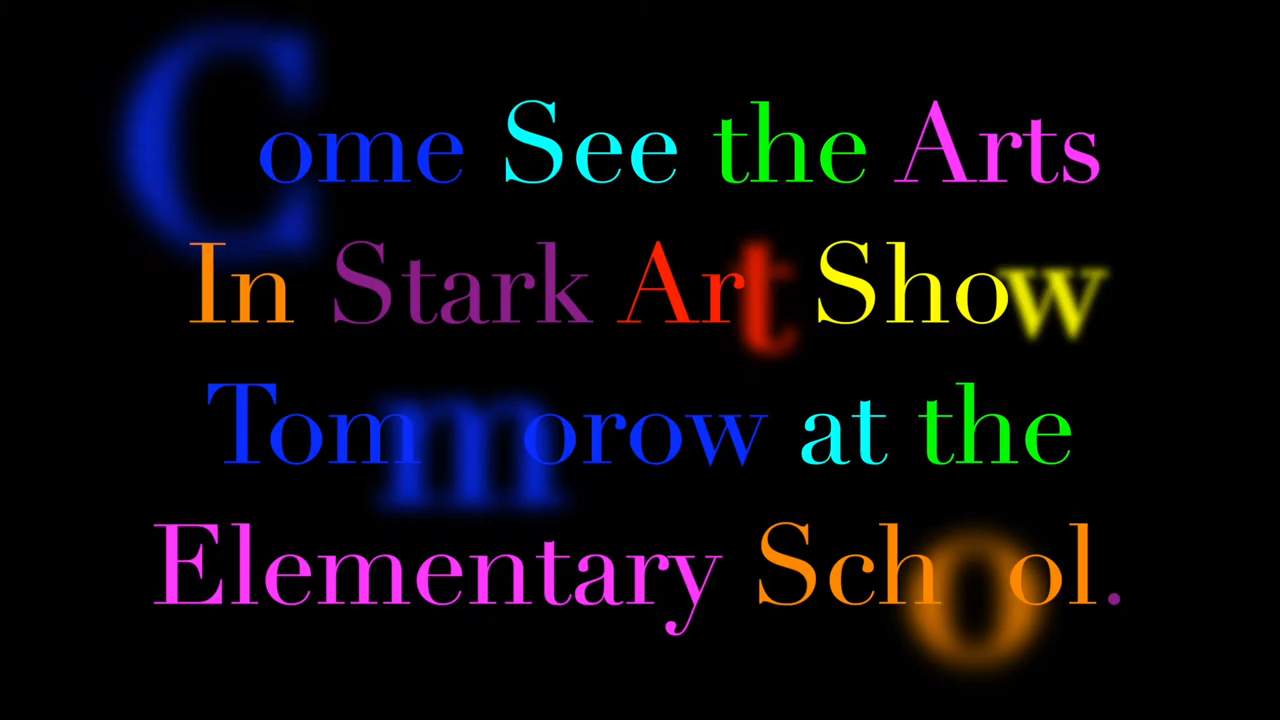 Come See the Arts
In Stark Art Show
Tommorow at the
Elementary School.